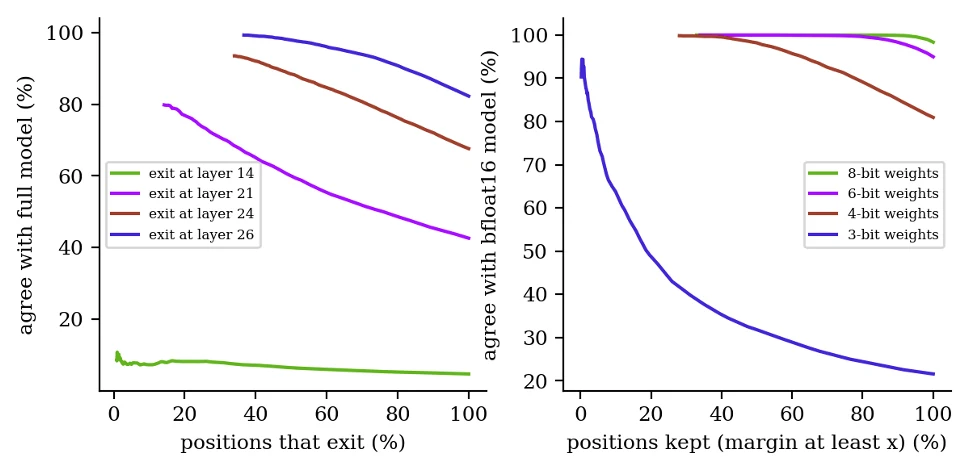 agree with full model (%)
100
80
60
40
20
exit at layer 14
exit at layer 21
exit at layer 24
exit at layer 26
0 20 40 60 80 100
positions that exit (%)
agree with bfloat16 model (%)
100
90
80
70
60
50
40
30
20
8-bit weights
6-bit weights
4-bit weights
3-bit weights
0 20 40 60 80 100
positions kept (margin at least x) (%)